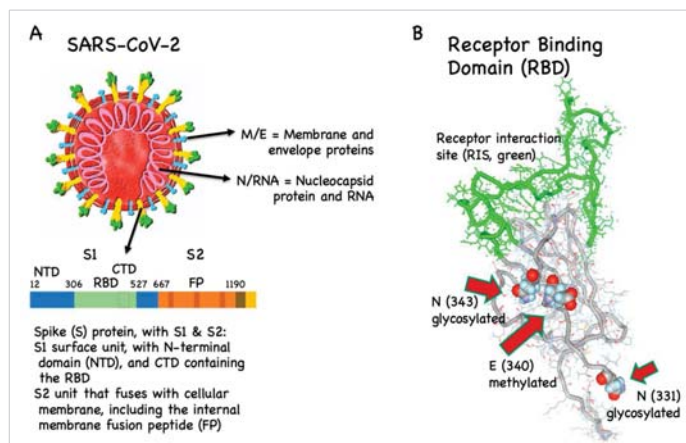 A
SARS-CoV-2
M/E = Membrane and
envelope proteins
N/RNA = Nucleocapsid
protein and RNA
S1
S2
NTD
CTD
12
306
RBD
527
667
FP
1190
Spike (S) protein, with S1 & S2:
S1 surface unit, with N-terminal
domain (NTD), and CTD containing
the RBD
S2 unit that fuses with cellular
membrane, including the internal
membrane fusion peptide (FP)
B
Receptor Binding
Domain (RBD)
Receptor interaction
site (RIS, green)
N (343)
glycosylated
E (340)
methylated
N (331)
glycosylated